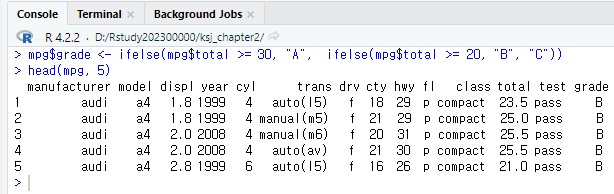 Console Terminal × Background Jobs ×
R 4.2.2 · D:/Rstudy202300000/ksj_chapter2/
> mpg$grade <- ifelse(mpg$total >= 30, "A",  ifelse(mpg$total >= 20, "B", "C"))
> head(mpg, 5)
  manufacturer model displ year cyl      trans drv cty hwy fl   class total test grade
1         audi    a4   1.8 1999   4   auto(l5)   f  18  29  p compact  23.5 pass     B
2         audi    a4   1.8 1999   4 manual(m5)   f  21  29  p compact  25.0 pass     B
3         audi    a4   2.0 2008   4 manual(m6)   f  20  31  p compact  25.5 pass     B
4         audi    a4   2.0 2008   4   auto(av)   f  21  30  p compact  25.5 pass     B
5         audi    a4   2.8 1999   6   auto(l5)   f  16  26  p compact  21.0 pass     B
>